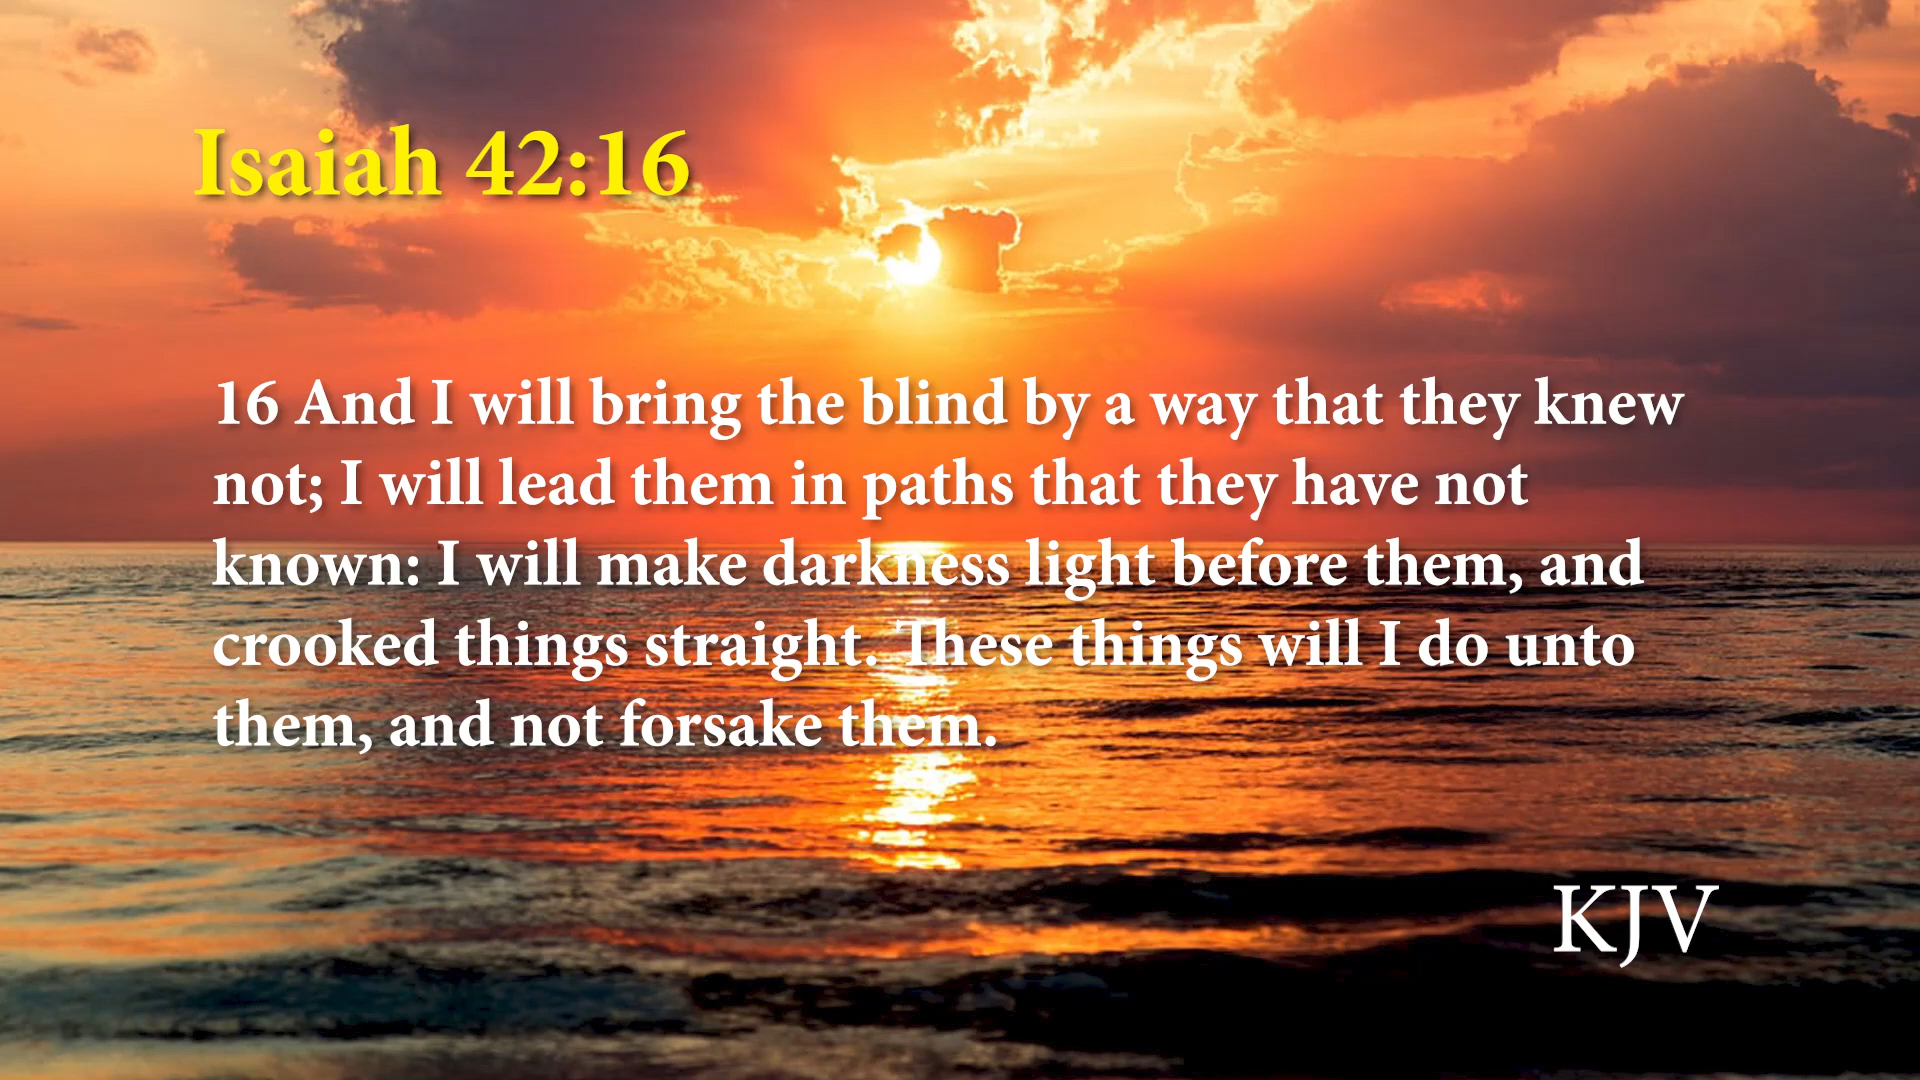 Isaiah 42:16
16 And I will bring the blind by a way that they knew
not; I will lead them in paths that they have not
known: I will make darkness light before them, and
crooked things straight. These things will I do unto
them, and not forsake them.
KJV